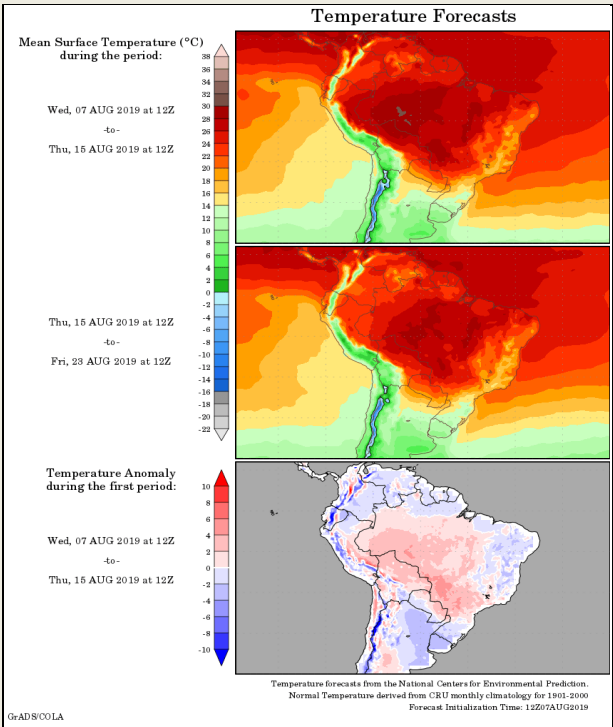 Temperature Forecasts
Mean Surface Temperature (°C)
during the period:
38
36
34
32
30
28
26
24
22
20
18
16
14
12
10
8
6
4
2
0
-2
-4
-6
-8
-10
-12
-14
-16
-18
-20
-22
Wed, 07 AUG 2019 at 12Z
-to-
Thu, 15 AUG 2019 at 12Z
Thu, 15 AUG 2019 at 12Z
-to-
Fri, 23 AUG 2019 at 12Z
Temperature Anomaly
during the first period:
10
8
6
4
2
0
-2
-4
-6
-8
-10
Wed, 07 AUG 2019 at 12Z
-to-
Thu, 15 AUG 2019 at 12Z
Temperature forecasts from the National Centers for Environmental Prediction.
Normal Temperature derived from CRU monthly climatology for 1901-2000
Forecast Initialization Time: 12Z07AUG2019
GrADS/COLA